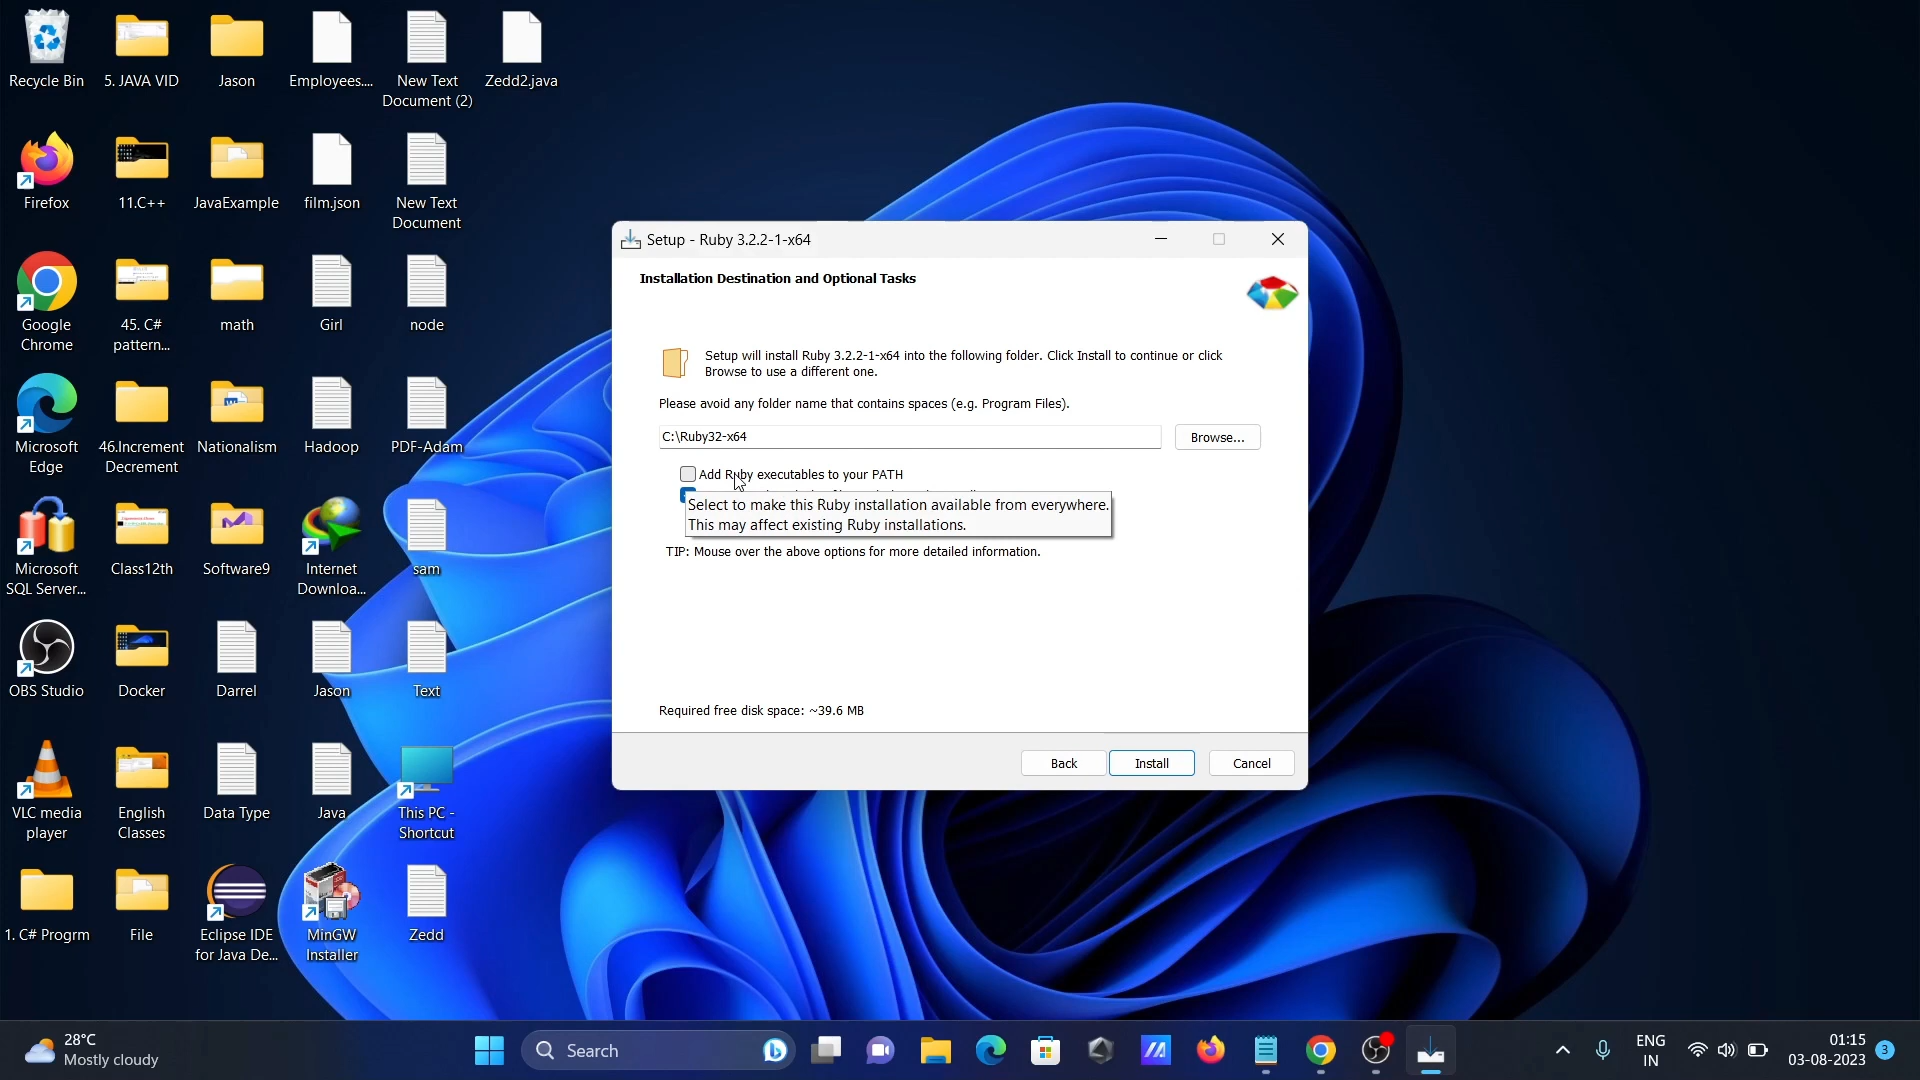 Recycle Bin
5. JAVA VID
Jason
Employees....
New Text
Document (2)
Zedd2.java
Firefox
11.C++
JavaExample
film.json
New Text
Document
Google
Chrome
45. C#
pattern...
math
Girl
node
Microsoft
Edge
46.Increment
Decrement
Nationalism
Hadoop
PDF-Adam
Microsoft
SQL Server...
Class12th
Software9
Internet
Downloa...
sam
OBS Studio
Docker
Darrel
Jason
Text
VLC media
player
English
Classes
Data Type
Java
This PC -
Shortcut
1. C# Progrm
File
Eclipse IDE
for Java De...
MinGW
Installer
Zedd
Setup - Ruby 3.2.2-1-x64
Installation Destination and Optional Tasks
Setup will install Ruby 3.2.2-1-x64 into the following folder. Click Install to continue or click
Browse to use a different one.
Please avoid any folder name that contains spaces (e.g. Program Files).
C:\Ruby32-x64
Browse...
Add Ruby executables to your PATH
Select to make this Ruby installation available from everywhere.
This may affect existing Ruby installations.
TIP: Mouse over the above options for more detailed information.
Required free disk space: ~39.6 MB
Back
Install
Cancel
28°C
Mostly cloudy
Search
ENG
IN
01:15
03-08-2023
3